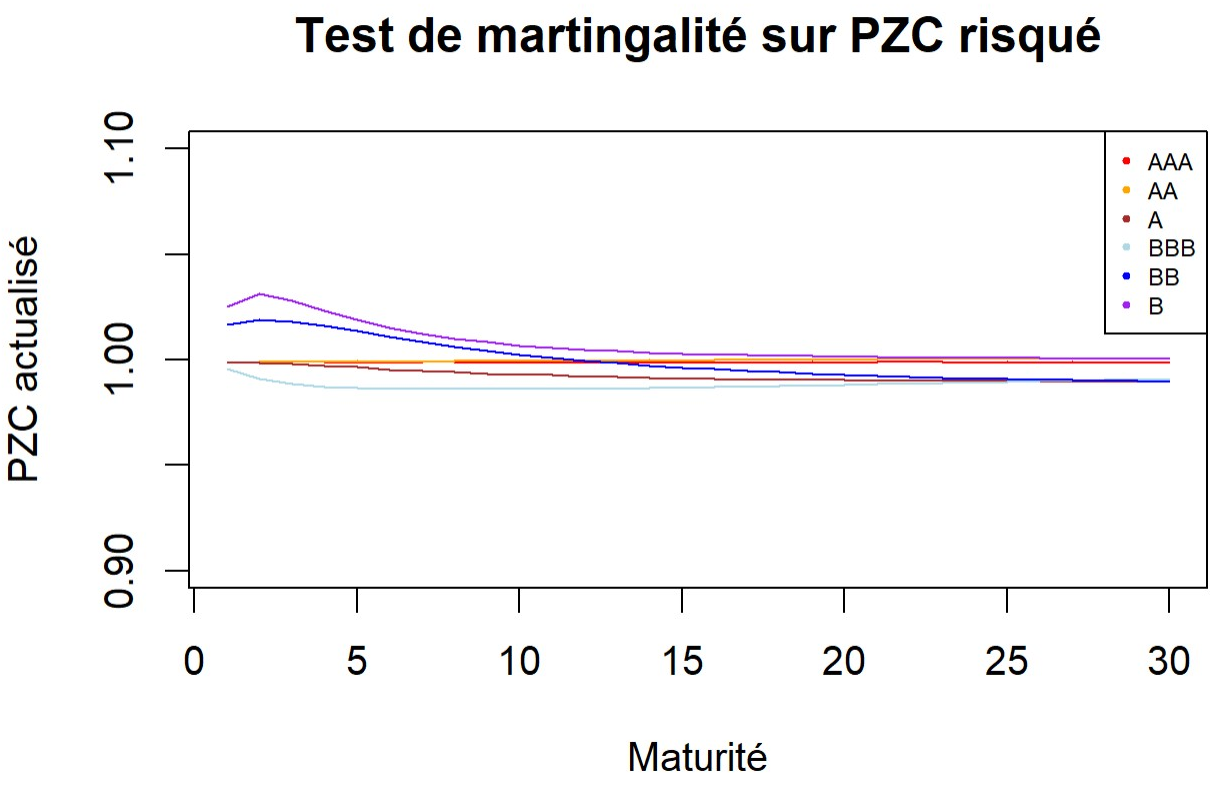 Test de martingalité sur PZC risqué
PZC actualisé
1.10
1.00
0.90
AAA
AA
A
BBB
BB
B
0 5 10 15 20 25 30
Maturité